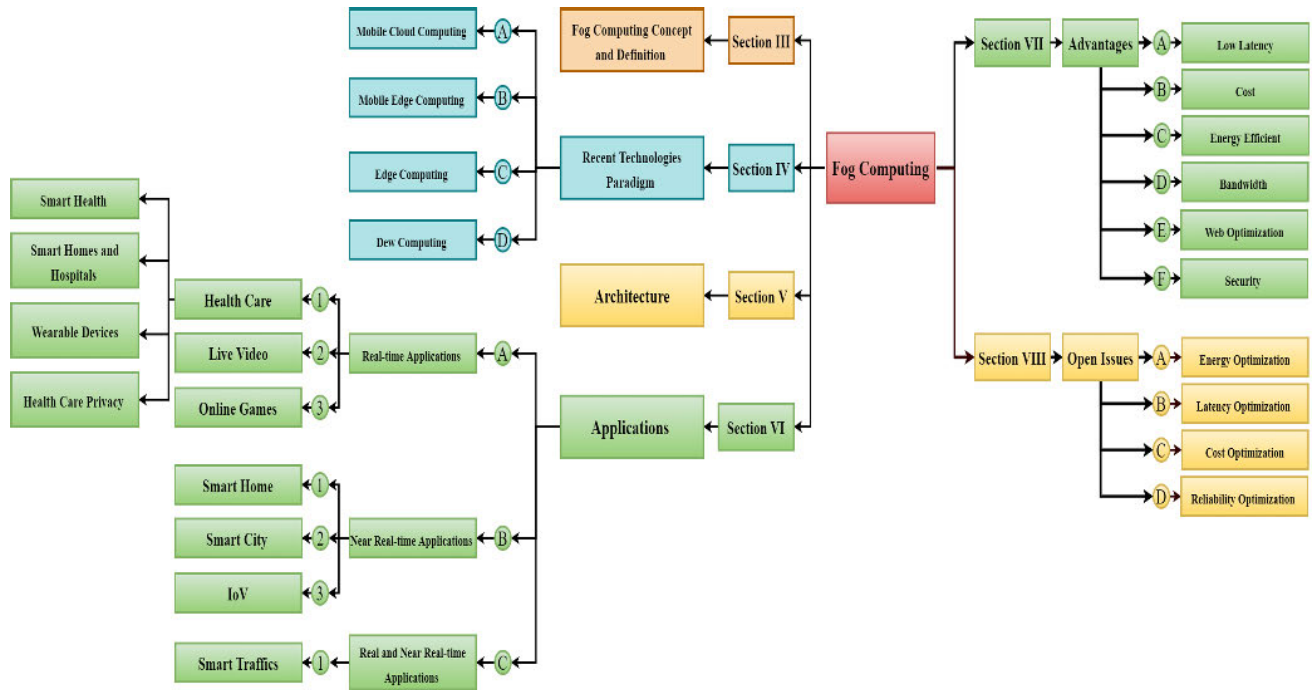 Fog Computing
Section III
Fog Computing Concept
and Definition
Section IV
Recent Technologies
Paradigm
A
Mobile Cloud Computing
B
Mobile Edge Computing
C
Edge Computing
D
Dew Computing
Section V
Architecture
Section VI
Applications
A
Real-time Applications
1
Health Care
Smart Health
Smart Homes and
Hospitals
Wearable Devices
Health Care Privacy
2
Live Video
3
Online Games
B
Near Real-time Applications
1
Smart Home
2
Smart City
3
IoV
C
Real and Near Real-time
Applications
1
Smart Traffics
Section VII
Advantages
A
Low Latency
B
Cost
C
Energy Efficient
D
Bandwidth
E
Web Optimization
F
Security
Section VIII
Open Issues
A
Energy Optimization
B
Latency Optimization
C
Cost Optimization
D
Reliability Optimization